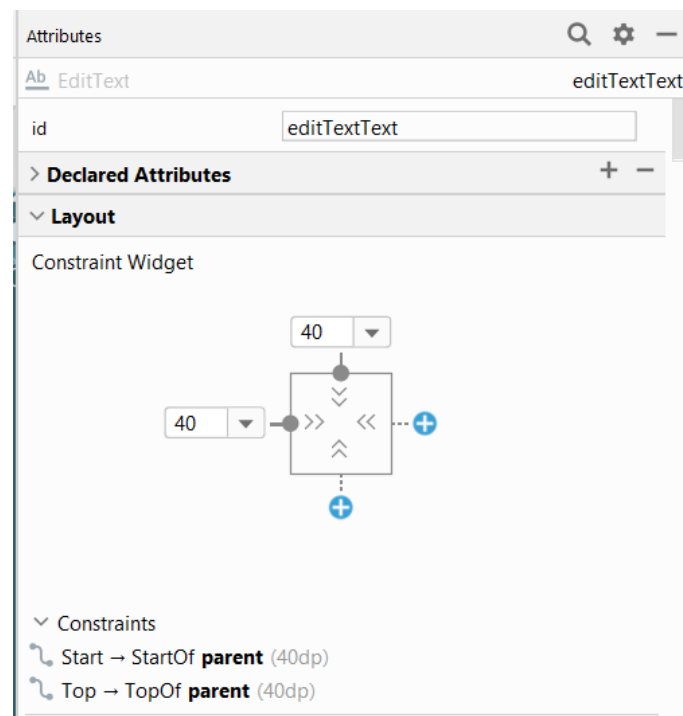 Attributes
Ab EditText editTextText
id editTextText
Declared Attributes
Layout
Constraint Widget
40
40
Constraints
Start → StartOf parent (40dp)
Top → TopOf parent (40dp)